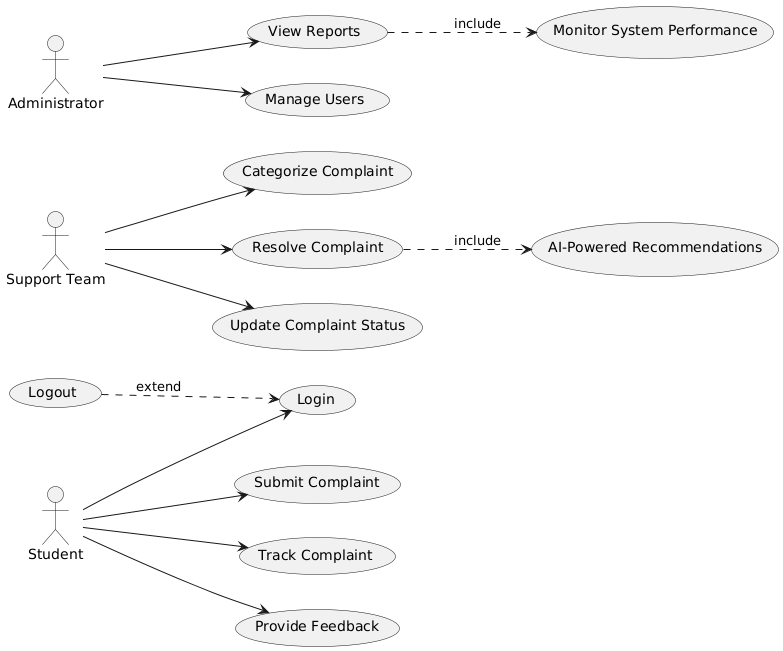 View Reports
include
Monitor System Performance
Administrator
Manage Users
Categorize Complaint
Support Team
Resolve Complaint
include
AI-Powered Recommendations
Update Complaint Status
Logout
extend
Login
Student
Submit Complaint
Track Complaint
Provide Feedback